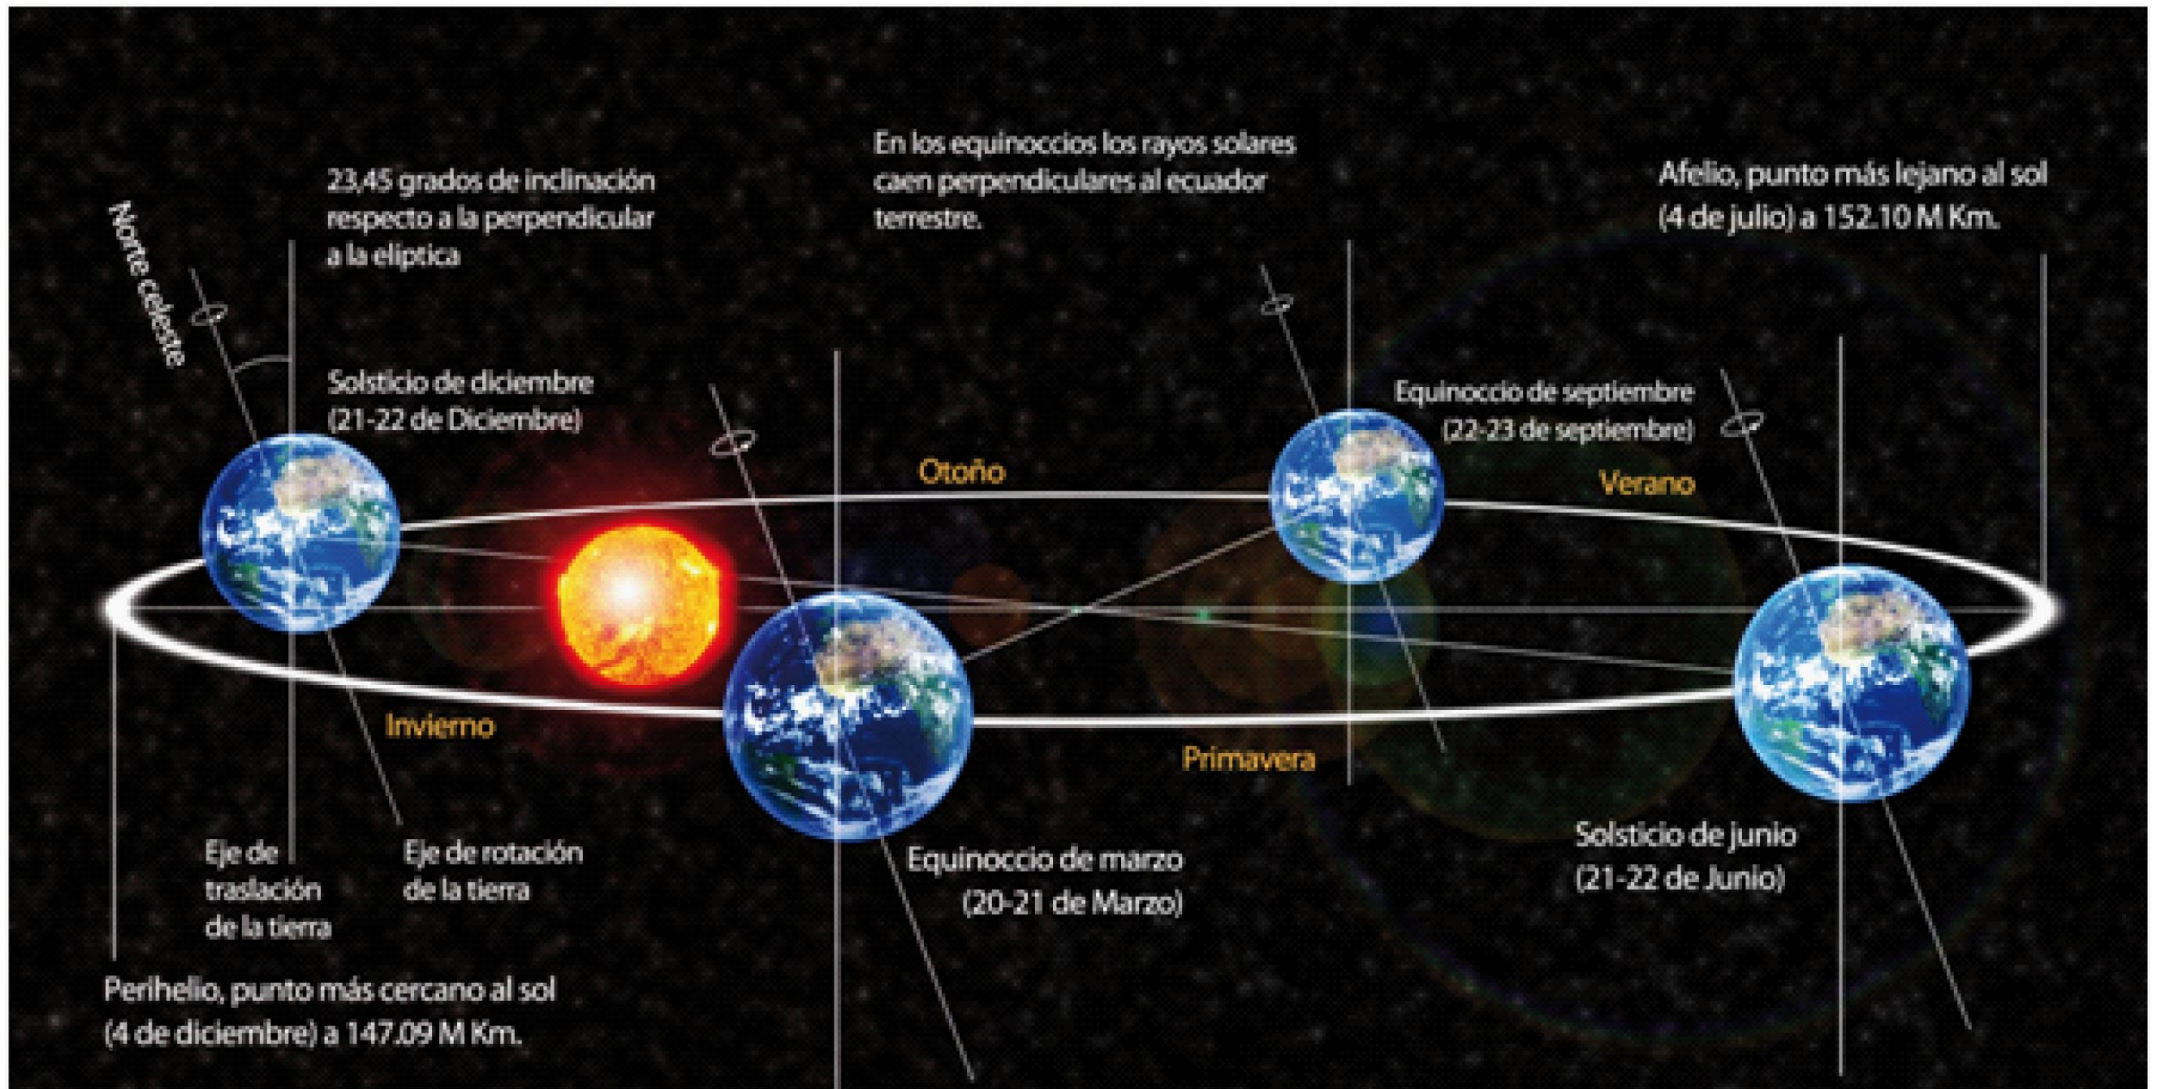 En los equinoccios los rayos solares
caen perpendiculares al ecuador
terrestre.
Afelio, punto más lejano al sol
(4 de julio) a 152.10 M Km.
23,45 grados de inclinación
respecto a la perpendicular
a la eliptica
Norte celeste
Solsticio de diciembre
(21-22 de Diciembre)
Equinoccio de septiembre
(22-23 de septiembre)
Otoño
Verano
Invierno
Primavera
Eje de
traslación
de la tierra
Eje de rotación
de la tierra
Equinoccio de marzo
(20-21 de Marzo)
Solsticio de junio
(21-22 de Junio)
Perihelio, punto más cercano al sol
(4 de diciembre) a 147.09 M Km.